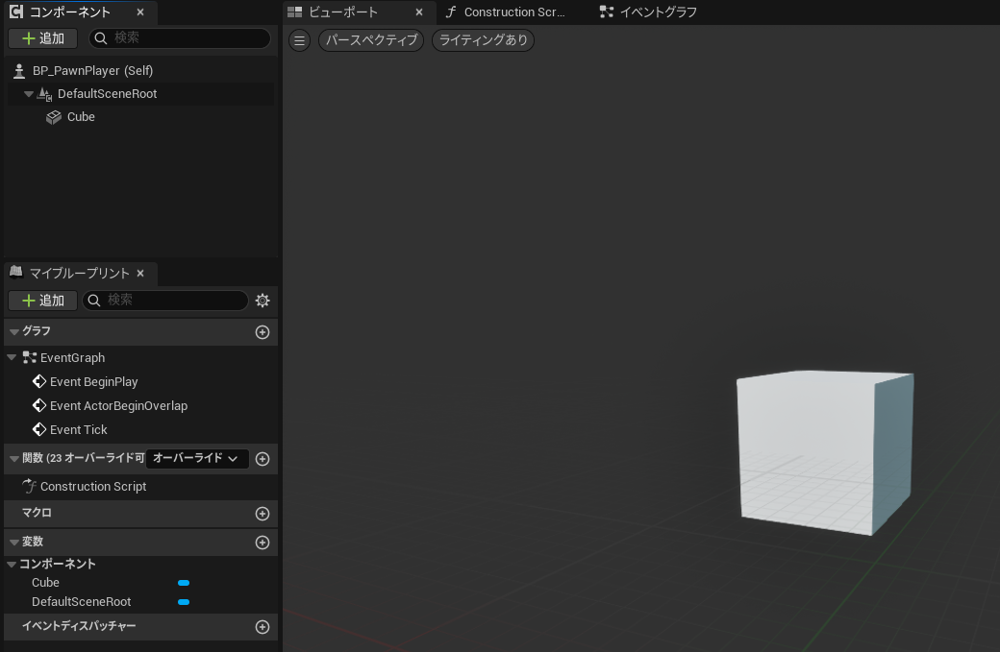 コンポーネント
追加
検索
BP_PawnPlayer (Self)
DefaultSceneRoot
Cube
マイブループリント
追加
検索
グラフ
EventGraph
Event BeginPlay
Event ActorBeginOverlap
Event Tick
関数 (23 オーバーライド可 オーバーライド
Construction Script
マクロ
変数
コンポーネント
Cube
DefaultSceneRoot
イベントディスパッチャー
ビューポート
Construction Scr...
イベントグラフ
パースペクティブ
ライティングあり